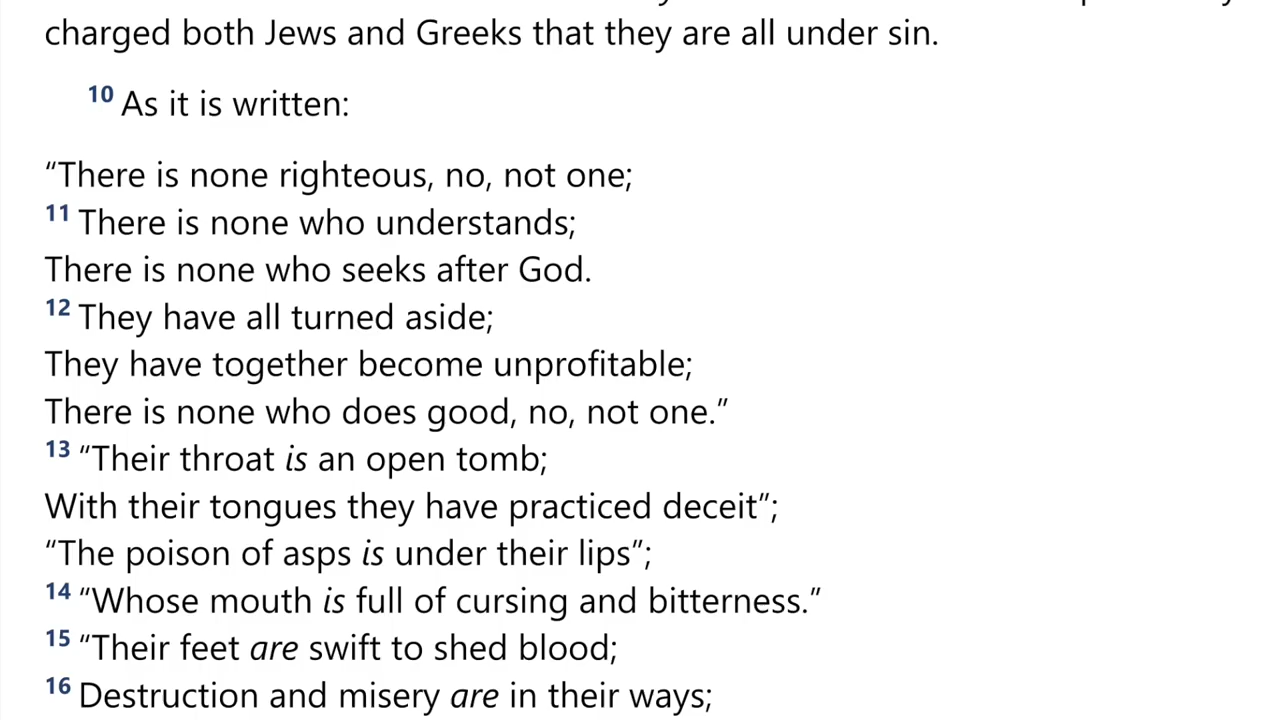 charged both Jews and Greeks that they are all under sin.
10 As it is written:
“There is none righteous, no, not one;
11 There is none who understands;
There is none who seeks after God.
12 They have all turned aside;
They have together become unprofitable;
There is none who does good, no, not one.”
13 “Their throat is an open tomb;
With their tongues they have practiced deceit”;
“The poison of asps is under their lips”;
14 “Whose mouth is full of cursing and bitterness.”
15 “Their feet are swift to shed blood;
16 Destruction and misery are in their ways;